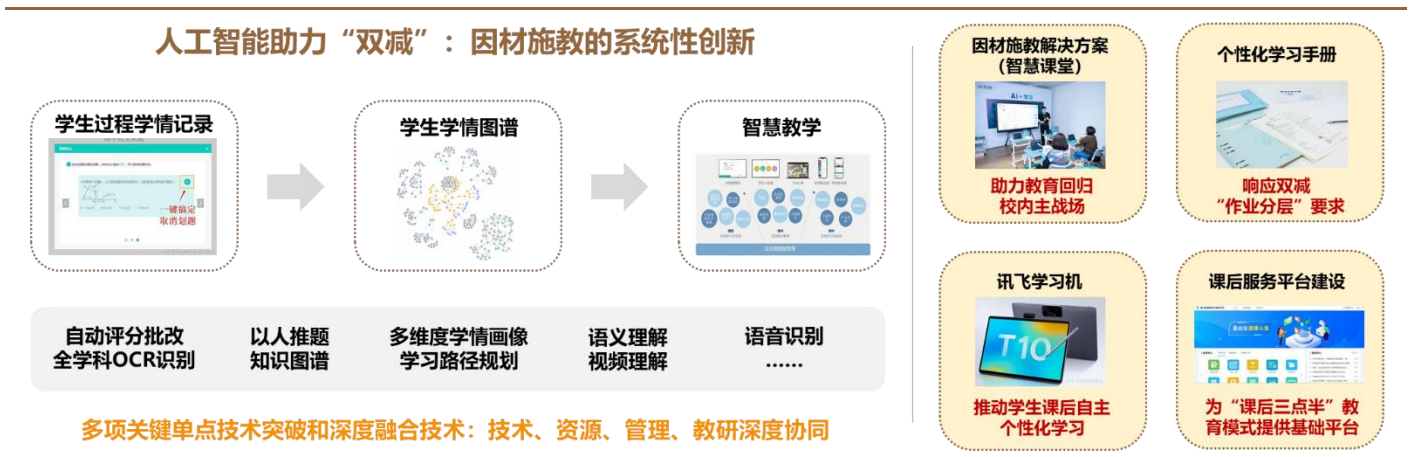 人工智能助力“双减”：因材施教的系统性创新
学生过程学情记录
一键搞定
取消划题
学生学情图谱
智慧教学
自动评分批改
全学科OCR识别
以人推题
知识图谱
多维度学情画像
学习路径规划
语义理解
视频理解
语音识别
……
多项关键单点技术突破和深度融合技术：技术、资源、管理、教研深度协同
因材施教解决方案
(智慧课堂)
AI+学习
助力教育回归
校内主战场
个性化学习手册
响应双减
“作业分层”要求
讯飞学习机
T10
推动学生课后自主
个性化学习
课后服务平台建设
为“课后三点半”教
育模式提供基础平台